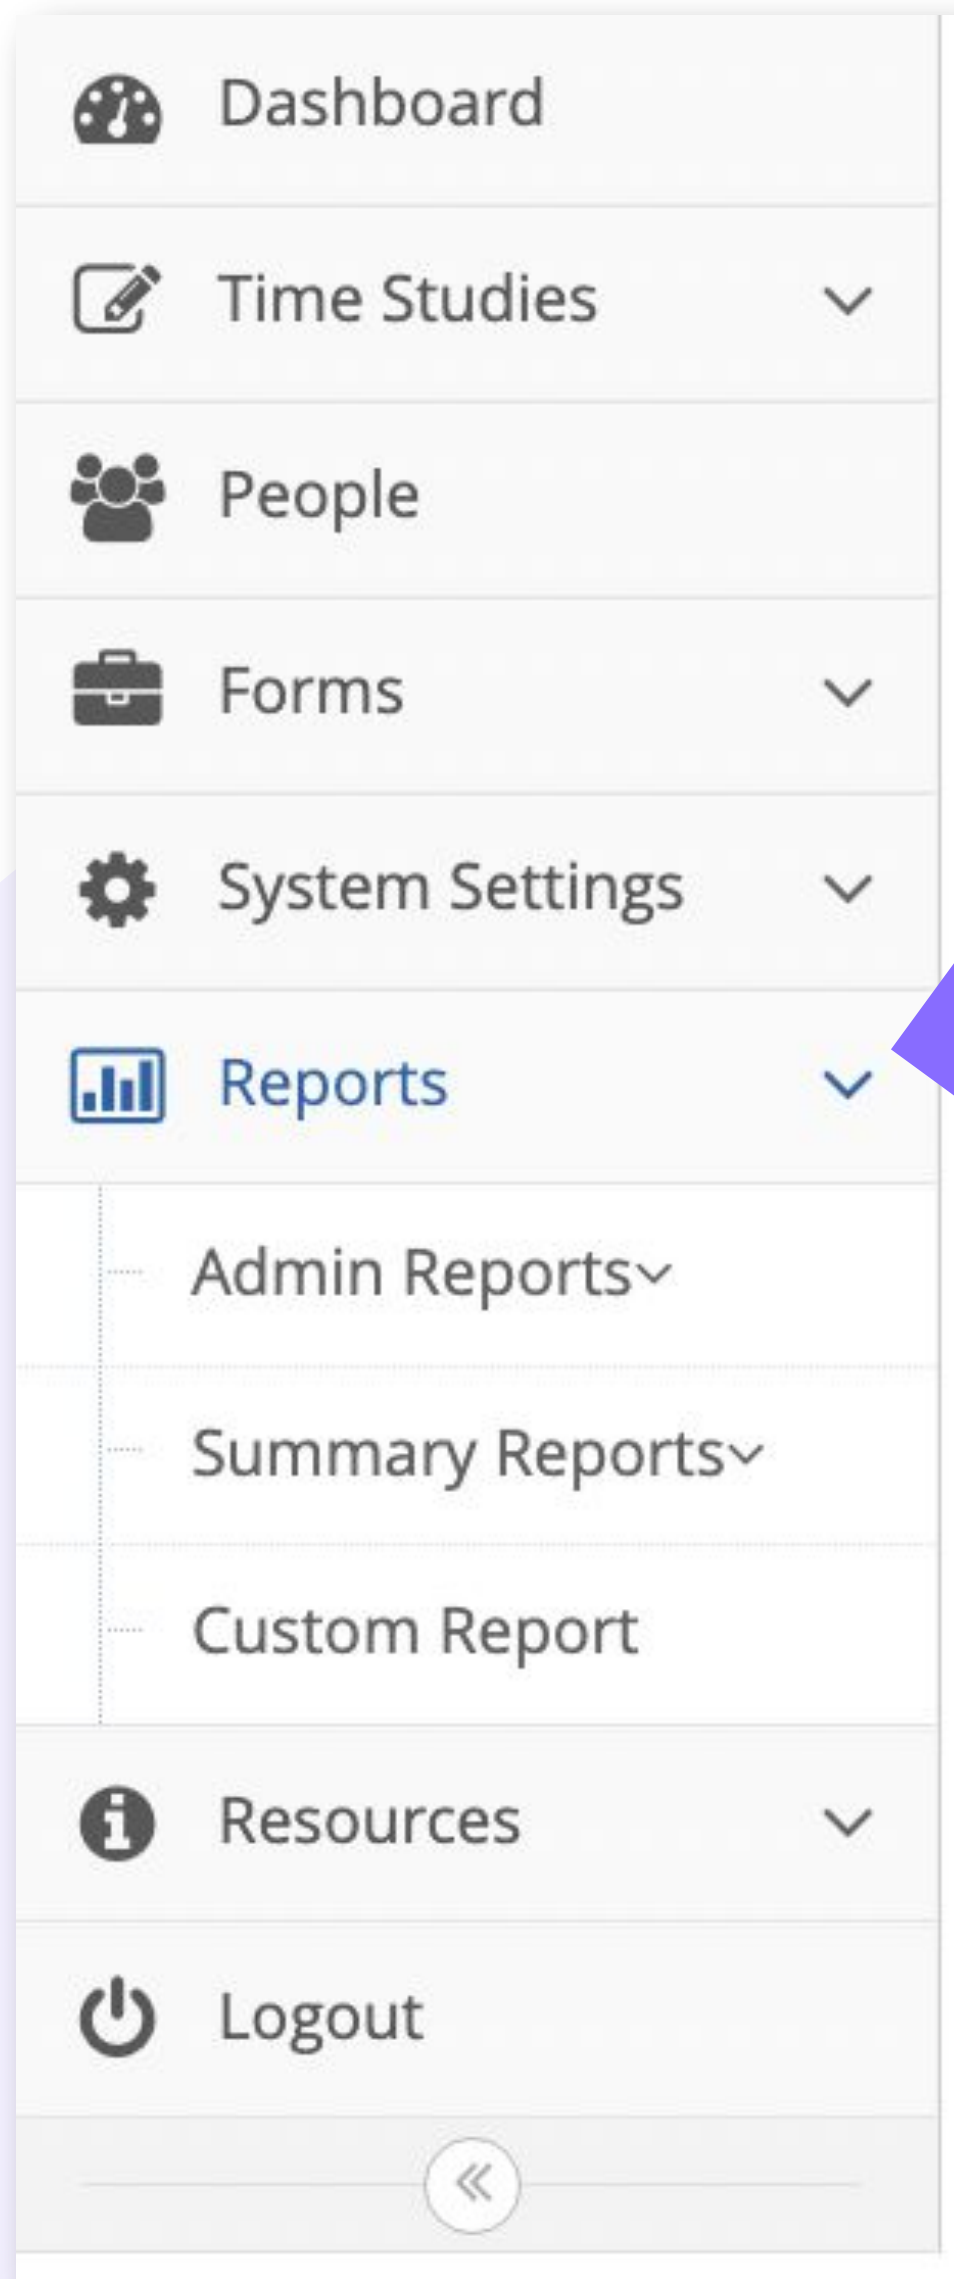 Dashboard
Time Studies
People
Forms
System Settings
Reports
Admin Reports
Summary Reports
Custom Report
Resources
Logout